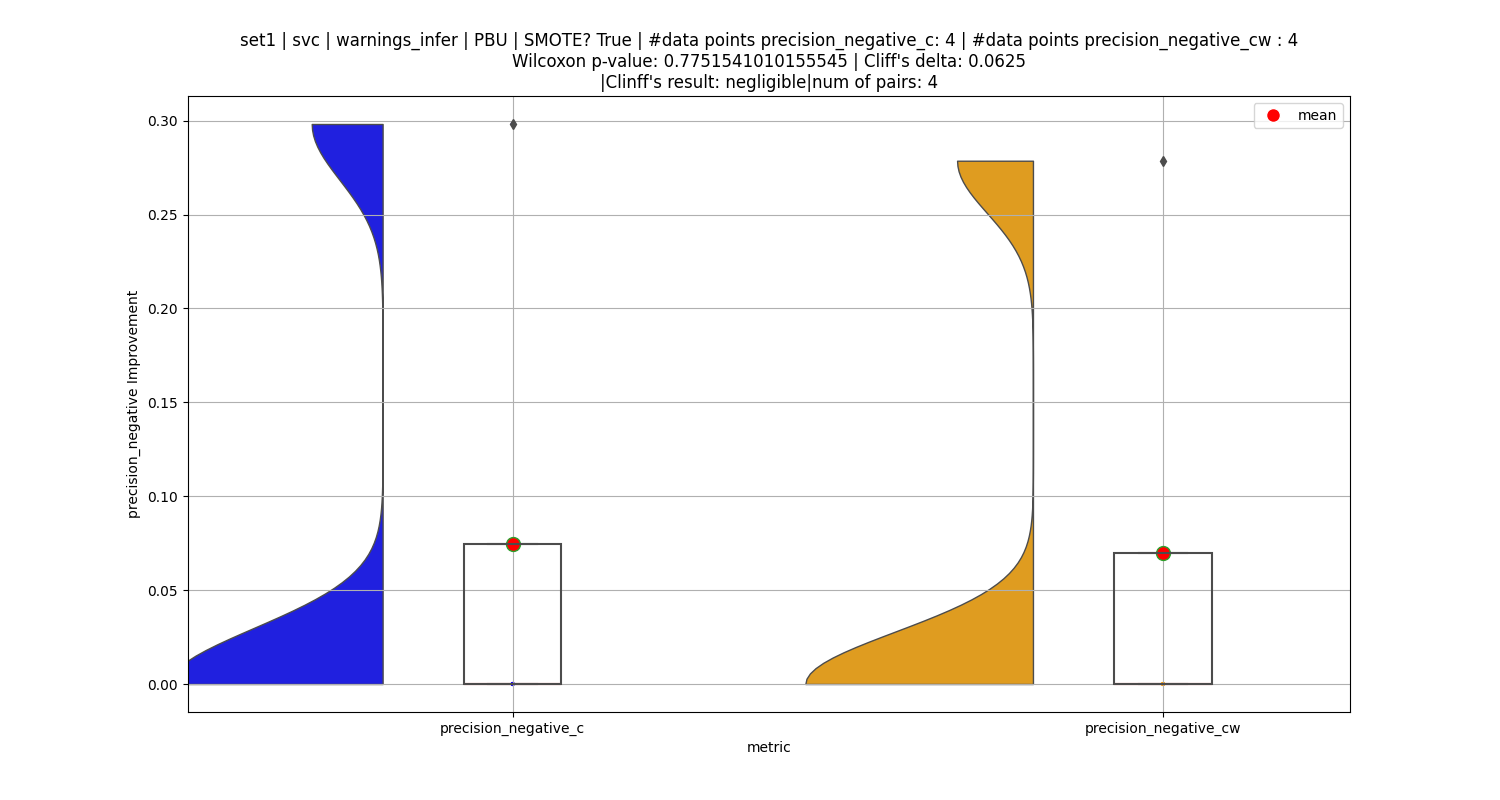 set1 | svc | warnings_infer | PBU | SMOTE? True | #data points precision_negative_c: 4 | #data points precision_negative_cw : 4
Wilcoxon p-value: 0.7751541010155545 | Cliff's delta: 0.0625
|Clinff's result: negligible|num of pairs: 4
mean
0.30
0.25
0.20
0.15
0.10
0.05
0.00
precision_negative Improvement
precision_negative_c
precision_negative_cw
metric